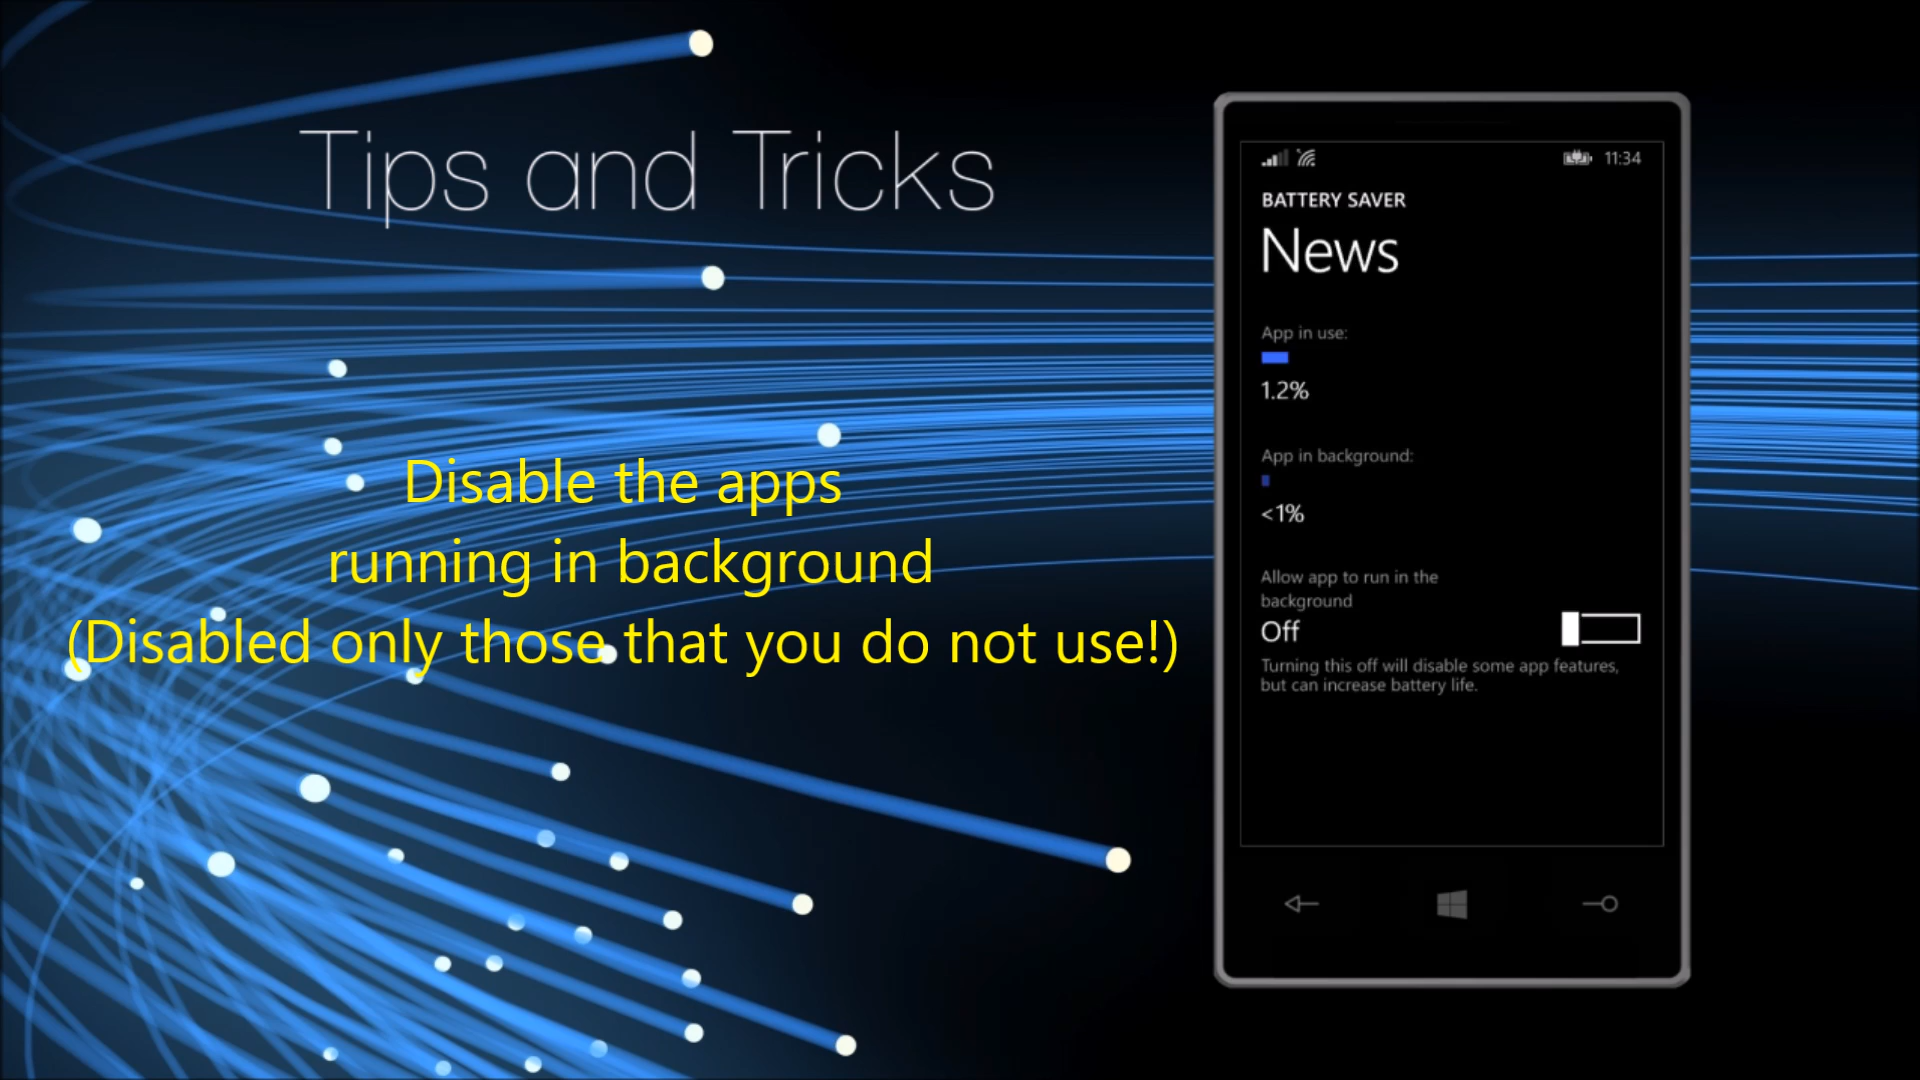 Tips and Tricks
Disable the apps
running in background
(Disabled only those that you do not use!)
11:34
BATTERY SAVER
News
App in use:
1.2%
App in background:
<1%
Allow app to run in the
background
Off
Turning this off will disable some app features,
but can increase battery life.